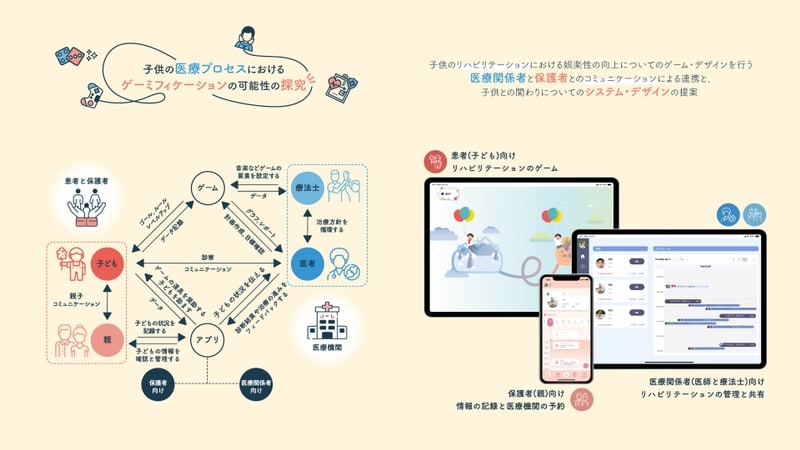 子供の医療プロセスにおける
ゲーミフィケーションの可能性の探究
子供のリハビリテーションにおける娯楽性の向上についてのゲーム・デザインを行う
医療関係者と保護者とのコミュニケーションによる連携と、
子供との関わりについてのシステム・デザインの提案
患者と保護者
ゲーム
音楽などゲームの
要素を設定する
データ
療法士
ゴール、ルール
レベルアップ
データ記録
グラフ、レポート
計画作成、目標確認
治療方針を
循環する
子ども
診察
コミュニケーション
医者
親子
コミュニケーション
ゲームの道具を奨励する
子どもを励ます
データ
子どもの状況を伝える
診断結果や治療の進みを
フィードバックする
親
子どもの状況を
記録する
子どもの情報を
確認と管理する
アプリ
医療機関
保護者
向け
医療関係者
向け
患者(子ども)向け
リハビリテーションのゲーム
保護者(親)向け
情報の記録と医療機関の予約
医療関係者(医師と療法士)向け
リハビリテーションの管理と共有